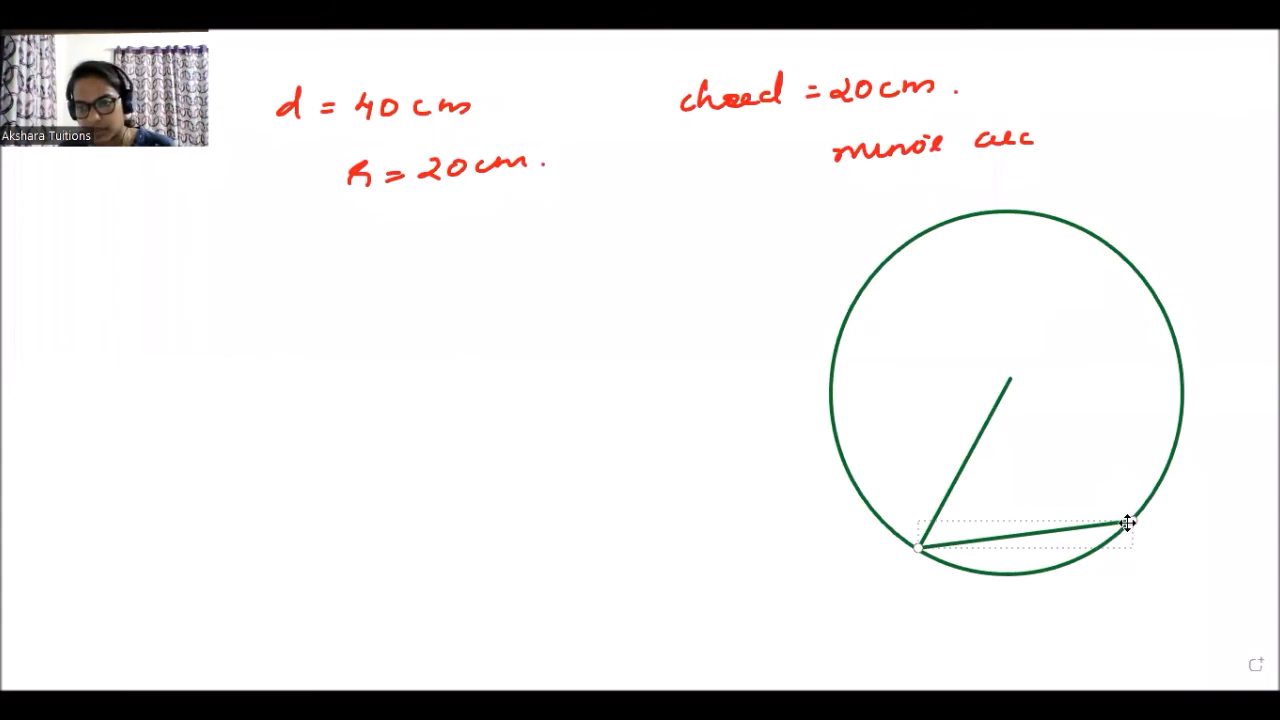 d = 40 cm
chord = 20 cm.
r = 20 cm.
minor arc
Akshara Tuitions